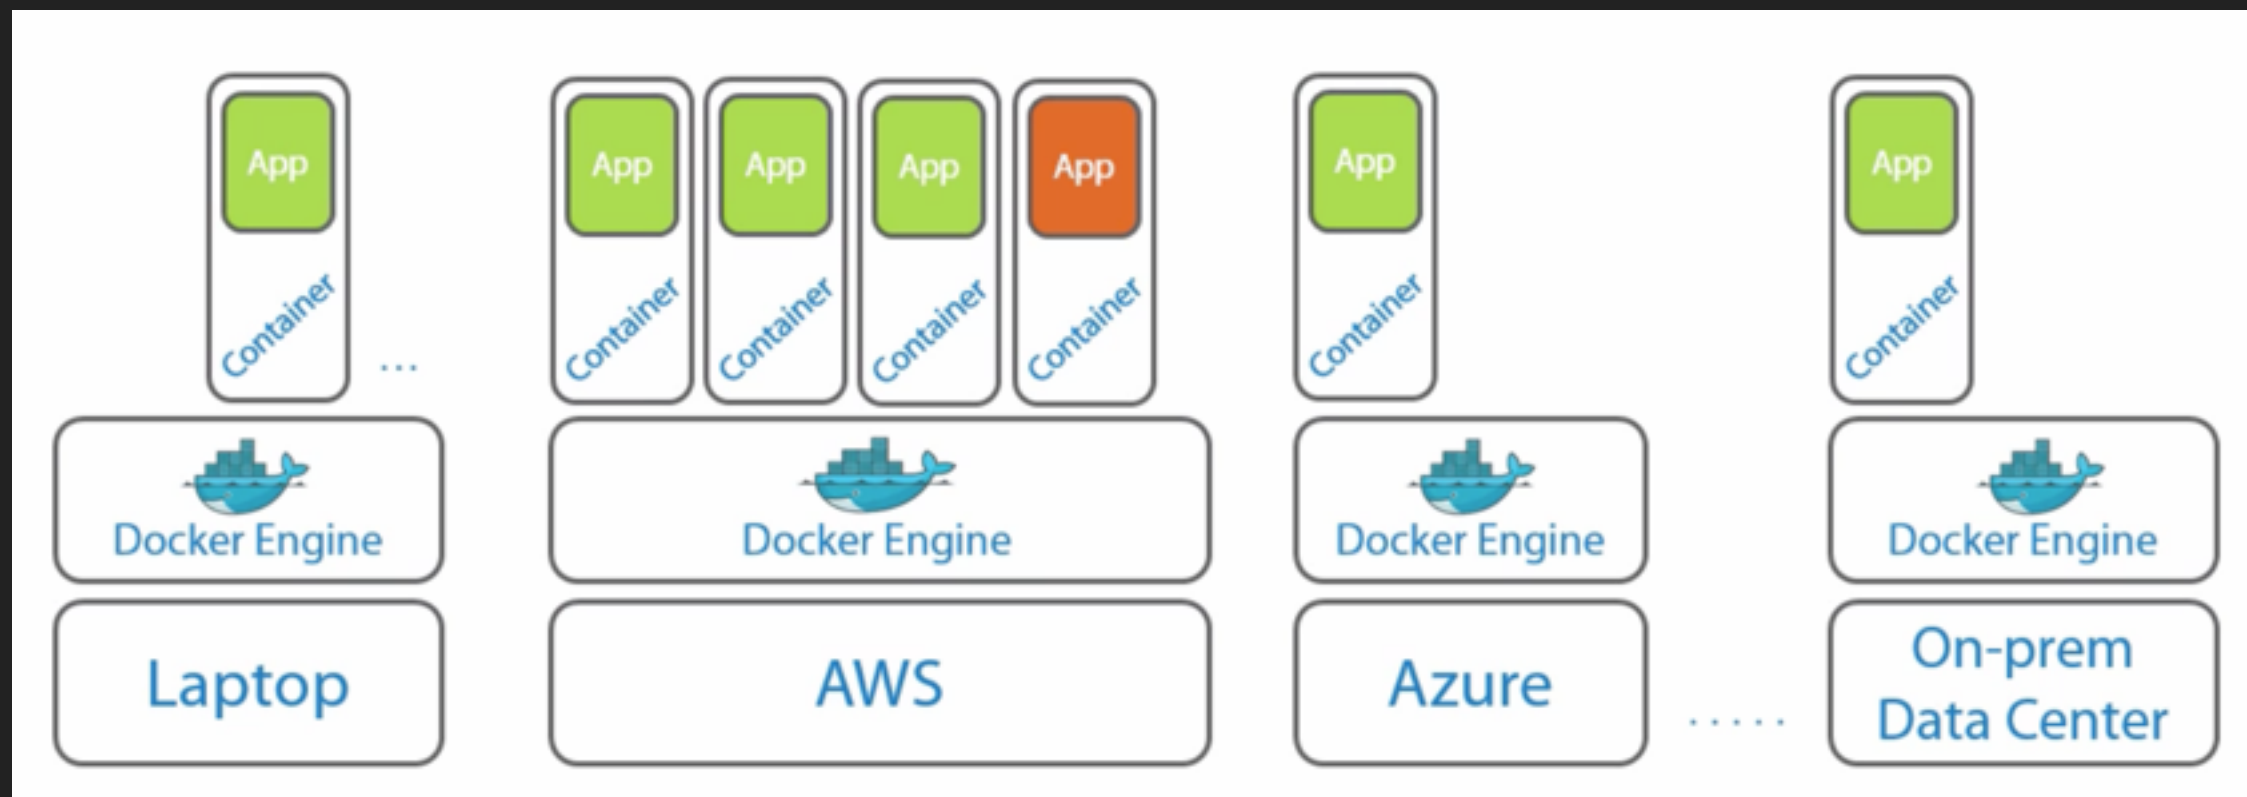 App
Container
...
App
App
App
App
Container
Container
Container
Container
App
Container
App
Container
Docker Engine
Docker Engine
Docker Engine
Docker Engine
Laptop
AWS
Azure
.....
On-prem
Data Center